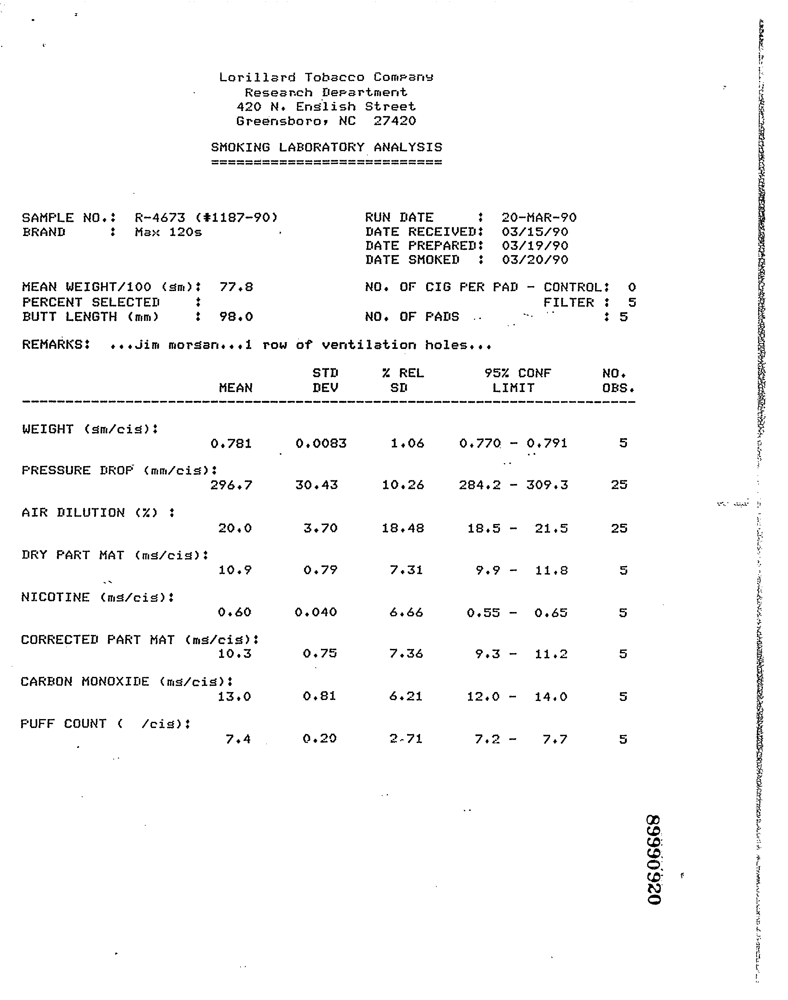 Lorillard Tobacco Company
Research Department
420 N. English Street
Greensboro, NC 27420
SMOKING LABORATORY ANALYSIS
===========================
SAMPLE NO.: R-4673 (#1187-90) RUN DATE : 20-MAR-90
BRAND : Max 120s DATE RECEIVED: 03/15/90
DATE PREPARED: 03/19/90
DATE SMOKED : 03/20/90
MEAN WEIGHT/100 (gm): 77.8 NO. OF CIG PER PAD - CONTROL: 0
PERCENT SELECTED : FILTER : 5
BUTT LENGTH (mm) : 98.0 NO. OF PADS : 5
REMARKS: ...Jim morgan...1 row of ventilation holes...
STD % REL 95% CONF NO.
MEAN DEV SD LIMIT OBS.
WEIGHT (gm/cig):
0.781 0.0083 1.06 0.770 - 0.791 5
PRESSURE DROP (mm/cig):
296.7 30.43 10.26 284.2 - 309.3 25
AIR DILUTION (%) :
20.0 3.70 18.48 18.5 - 21.5 25
DRY PART MAT (mg/cig):
10.9 0.79 7.31 9.9 - 11.8 5
NICOTINE (mg/cig):
0.60 0.040 6.66 0.55 - 0.65 5
CORRECTED PART MAT (mg/cig):
10.3 0.75 7.36 9.3 - 11.2 5
CARBON MONOXIDE (mg/cig):
13.0 0.81 6.21 12.0 - 14.0 5
PUFF COUNT ( /cig):
7.4 0.20 2.71 7.2 - 7.7 5
89990920